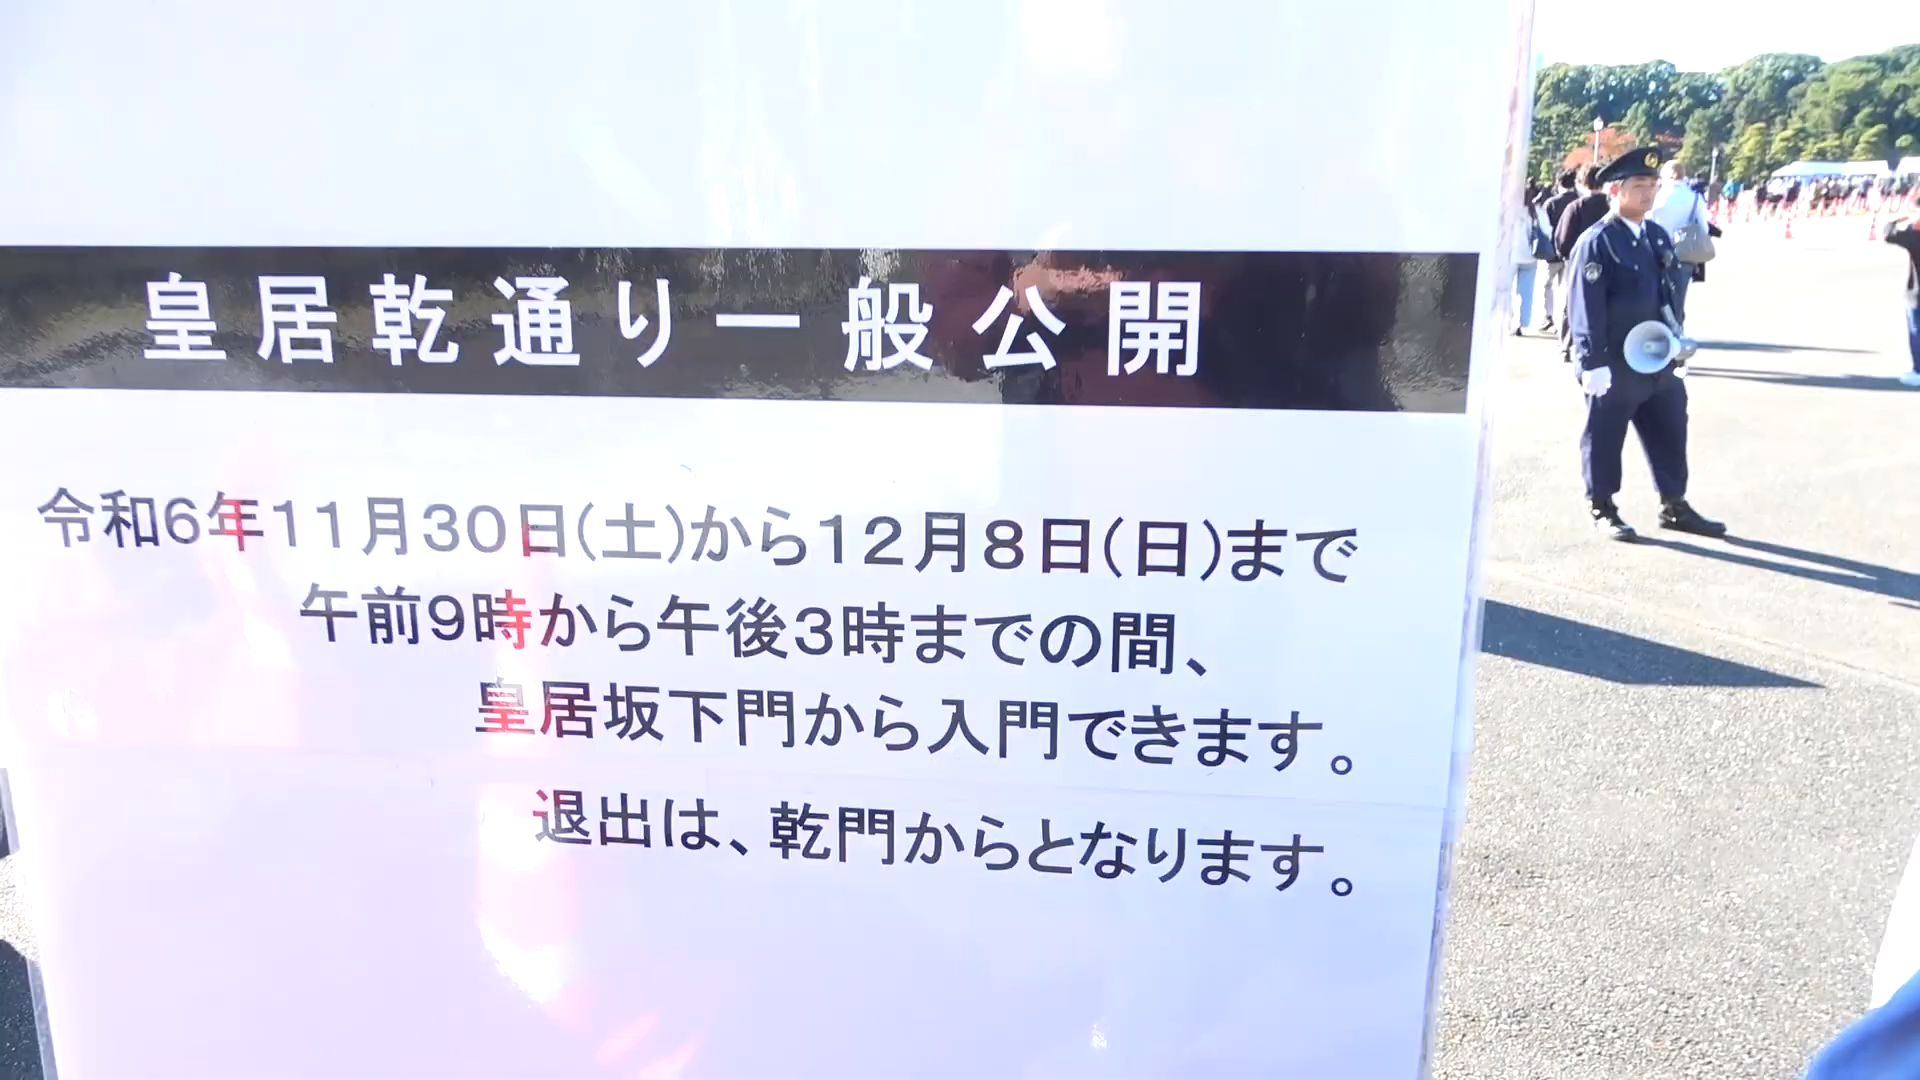 皇居乾通り一般公開
令和6年11月30日(土)から12月8日(日)まで
午前9時から午後3時までの間、
皇居坂下門から入門できます。
退出は、乾門からとなります。